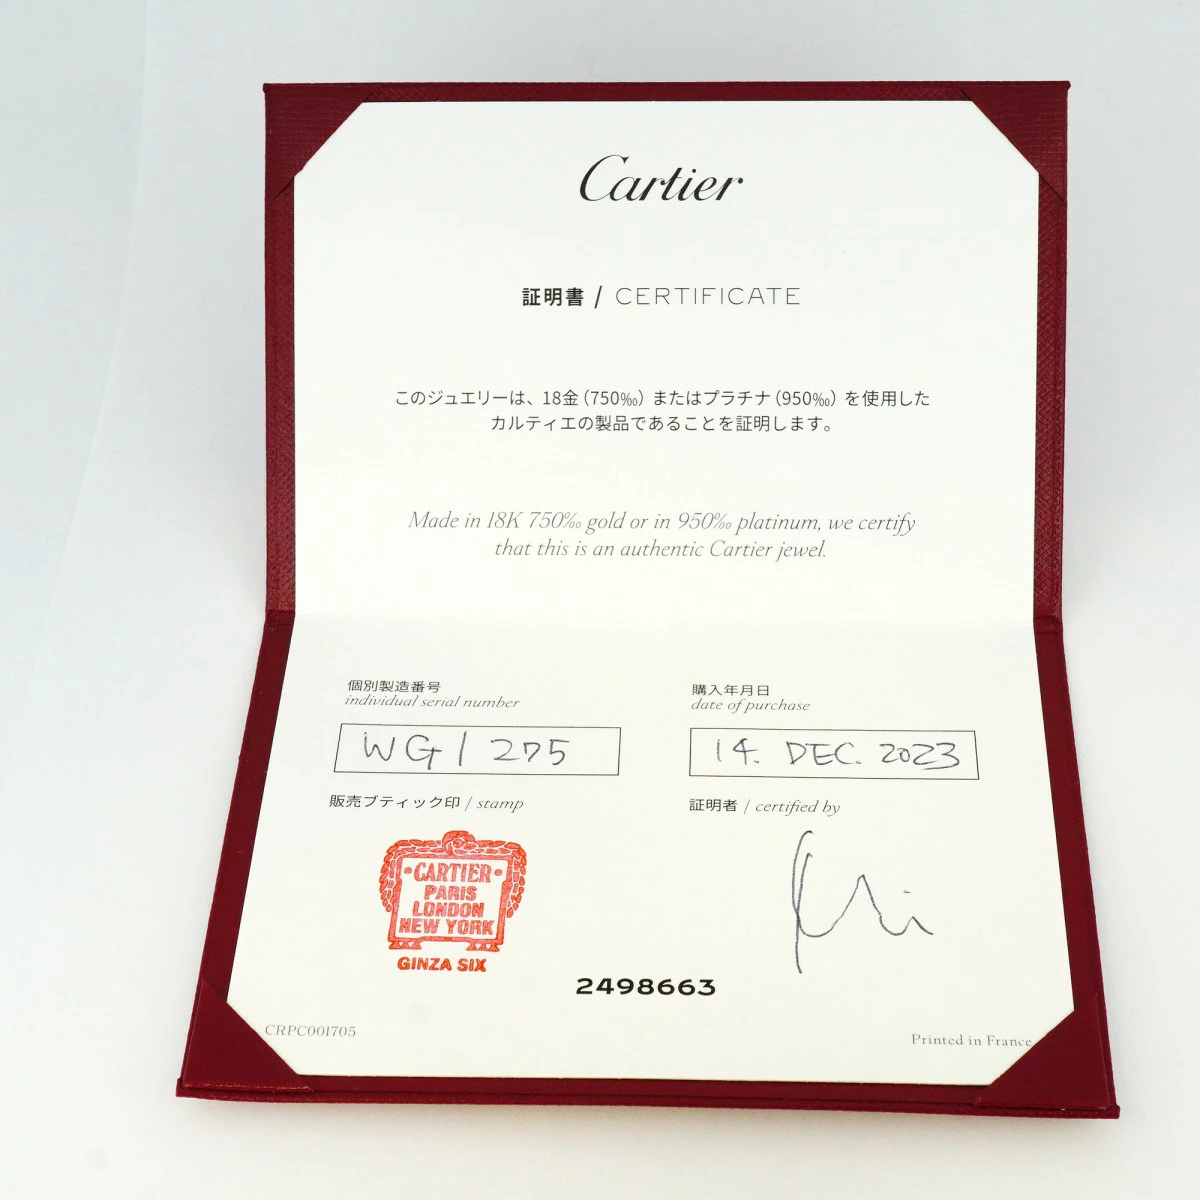 Cartier
証明書 / CERTIFICATE
このジュエリーは、18金（750‰）またはプラチナ（950‰）を使用した
カルティエの製品であることを証明します。
Made in 18K 750‰ gold or in 950‰ platinum, we certify
that this is an authentic Cartier jewel.
個別製造番号
individual serial number
WG1275
購入年月日
date of purchase
14. DEC. 2023
販売ブティック印 / stamp
証明者 / certified by
CARTIER
PARIS
LONDON
NEW YORK
GINZA SIX
2498663
CRPC001705
Printed in France